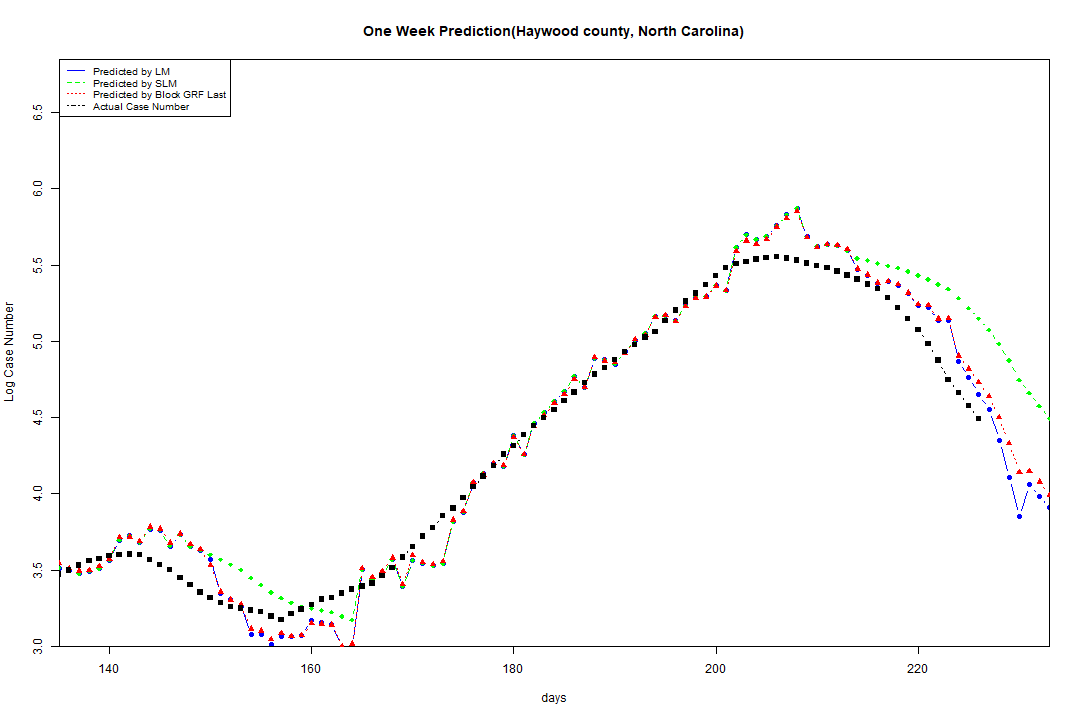 One Week Prediction(Haywood county, North Carolina)
Predicted by LM
Predicted by SLM
Predicted by Block GRF Last
Actual Case Number
Log Case Number
6.5
6.0
5.5
5.0
4.5
4.0
3.5
3.0
140 160 180 200 220
days